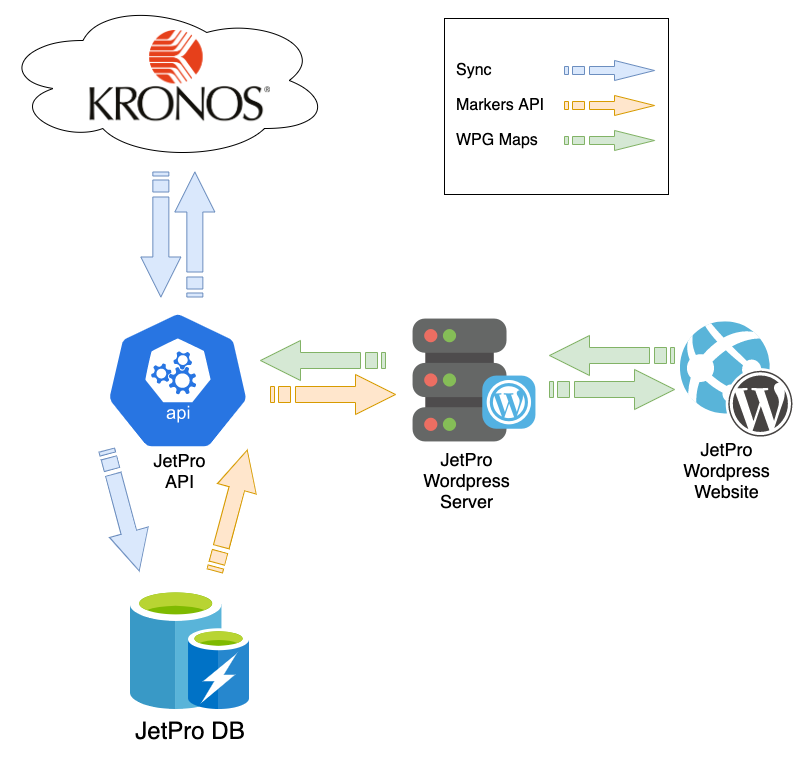 KRONOS®
Sync
Markers API
WPG Maps
api
JetPro
API
JetPro
Wordpress
Server
JetPro
Wordpress
Website
JetPro DB